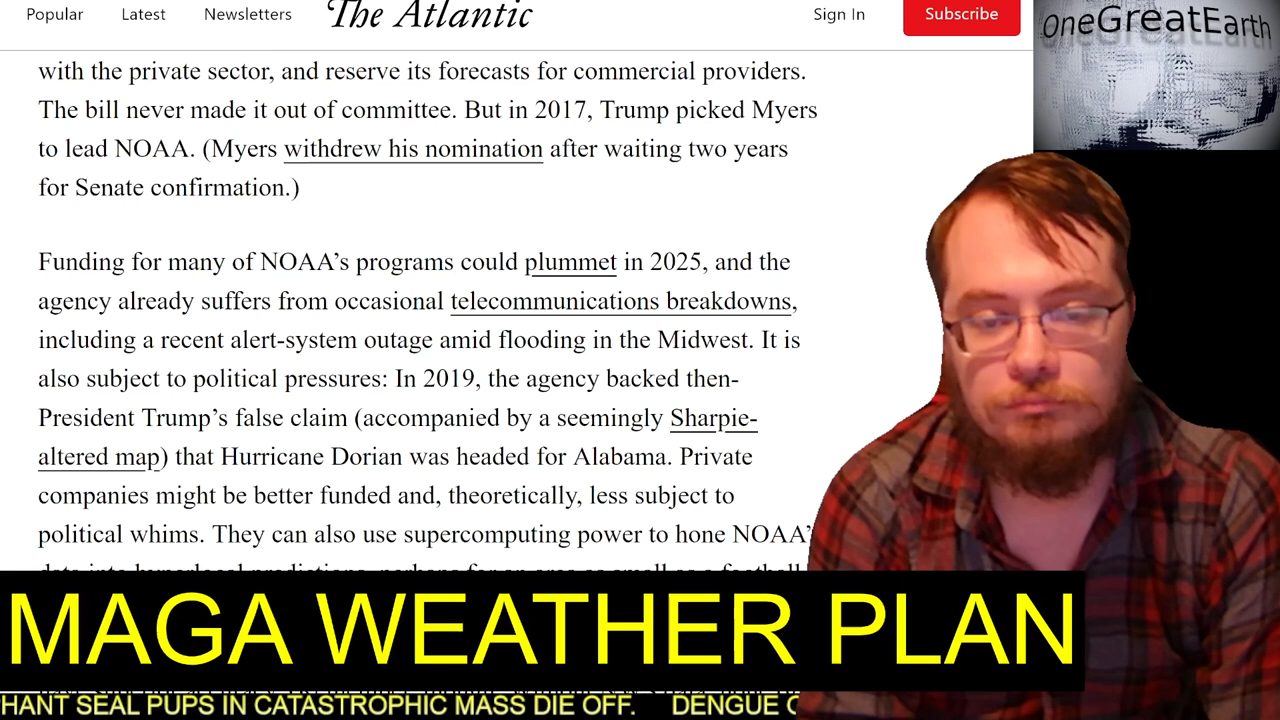 Popular Latest Newsletters The Atlantic Sign In Subscribe
OneGreatEarth
with the private sector, and reserve its forecasts for commercial providers.
The bill never made it out of committee. But in 2017, Trump picked Myers
to lead NOAA. (Myers withdrew his nomination after waiting two years
for Senate confirmation.)
Funding for many of NOAA’s programs could plummet in 2025, and the
agency already suffers from occasional telecommunications breakdowns,
including a recent alert-system outage amid flooding in the Midwest. It is
also subject to political pressures: In 2019, the agency backed then-
President Trump’s false claim (accompanied by a seemingly Sharpie-
altered map) that Hurricane Dorian was headed for Alabama. Private
companies might be better funded and, theoretically, less subject to
political whims. They can also use supercomputing power to hone NOAA’
MAGA WEATHER PLAN
HANT SEAL PUPS IN CATASTROPHIC MASS DIE OFF. DENGUE